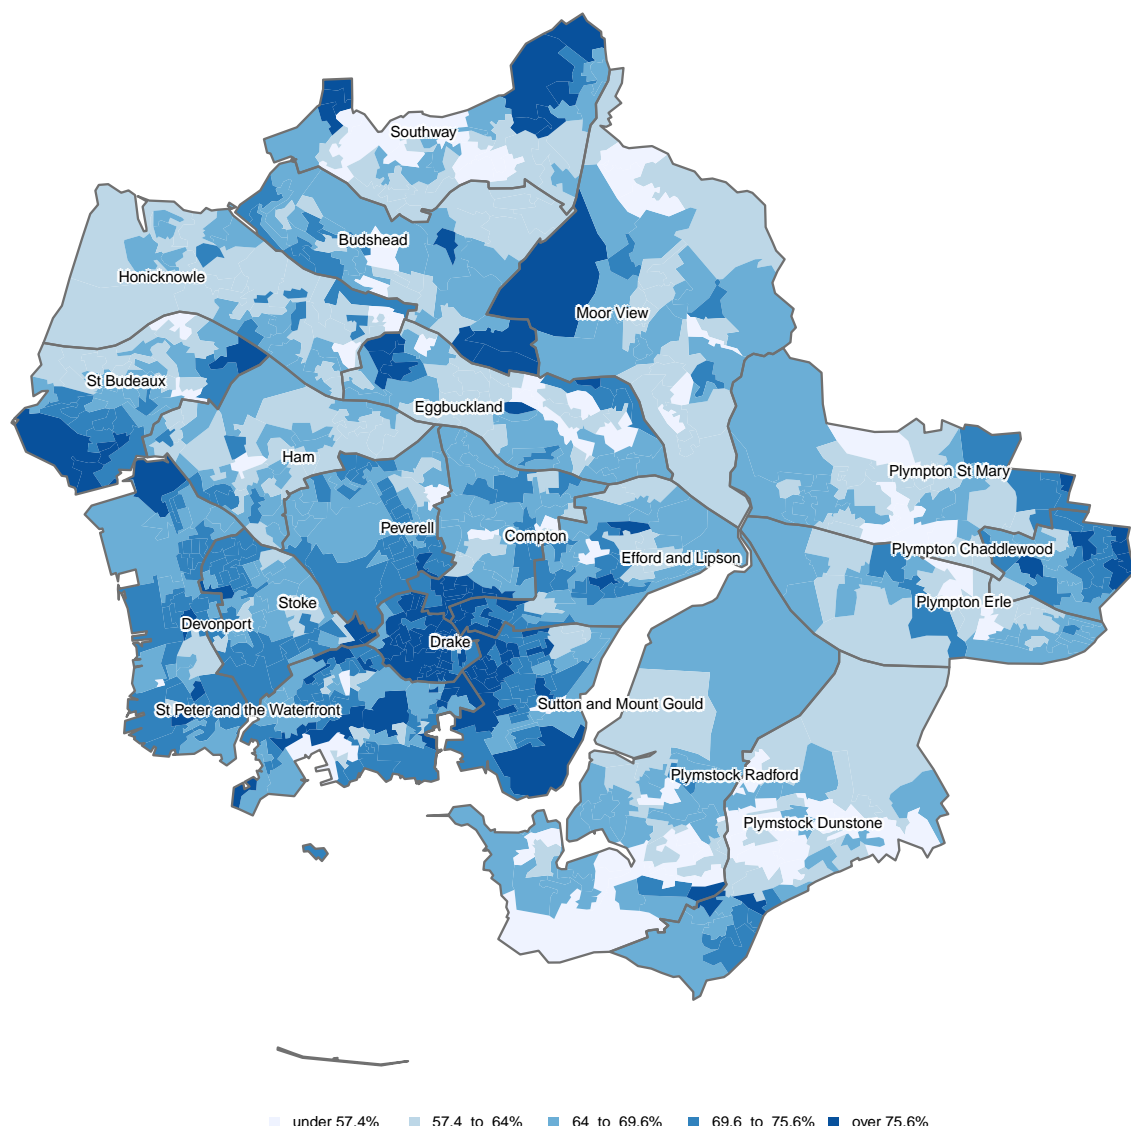 Southway
Budshead
Honicknowle
Moor View
St Budeaux
Eggbuckland
Ham
Plympton St Mary
Peverell
Compton
Plympton Chaddlewood
Efford and Lipson
Stoke
Plympton Erle
Devonport
Drake
Sutton and Mount Gould
St Peter and the Waterfront
Plymstock Radford
Plymstock Dunstone
under 57.4% 57.4 to 64% 64 to 69.6% 69.6 to 75.6% over 75.6%